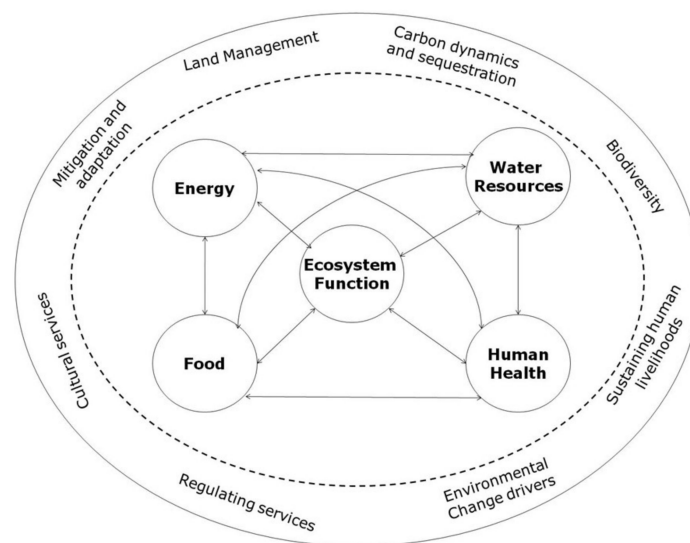 Land Management
Carbon dynamics
and sequestration
Mitigation and
adaptation
Biodiversity
Energy
Water
Resources
Ecosystem
Function
Food
Human
Health
Cultural services
Sustaining human
livelihoods
Regulating services
Environmental
Change drivers